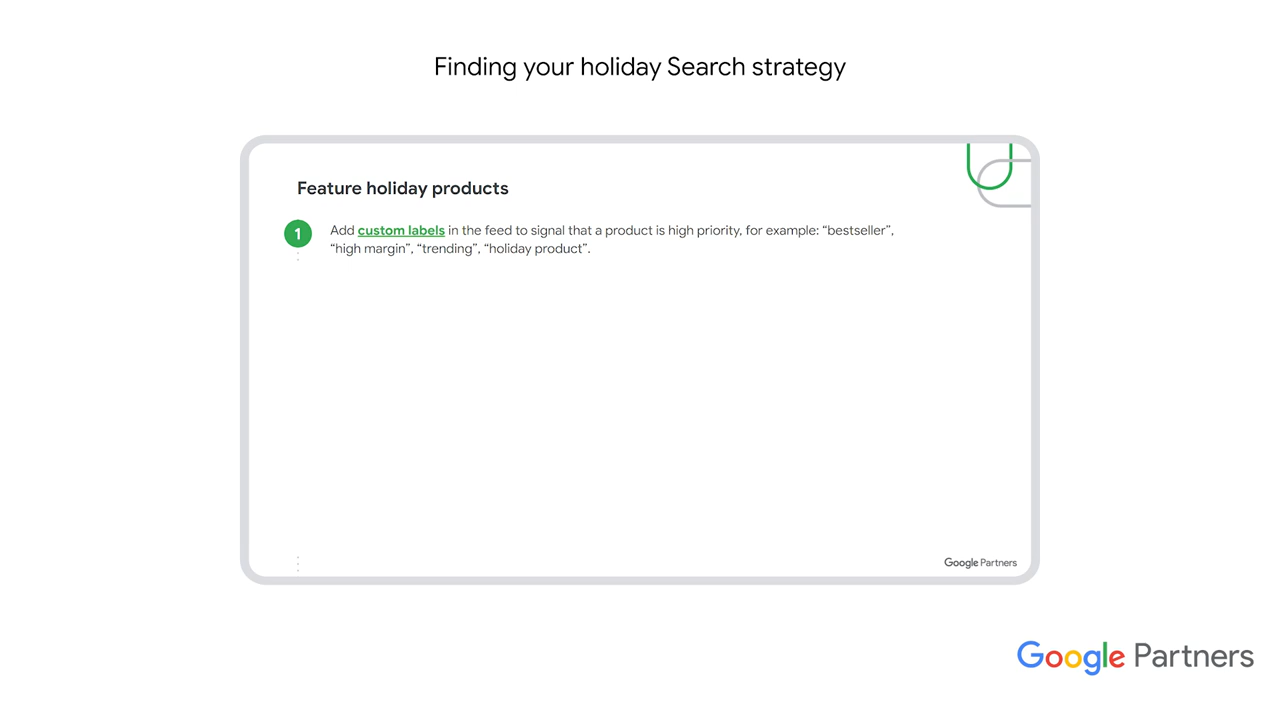 Finding your holiday Search strategy
Feature holiday products
1
Add custom labels in the feed to signal that a product is high priority, for example: “bestseller”,
“high margin”, “trending”, “holiday product”.
Google Partners
Google Partners